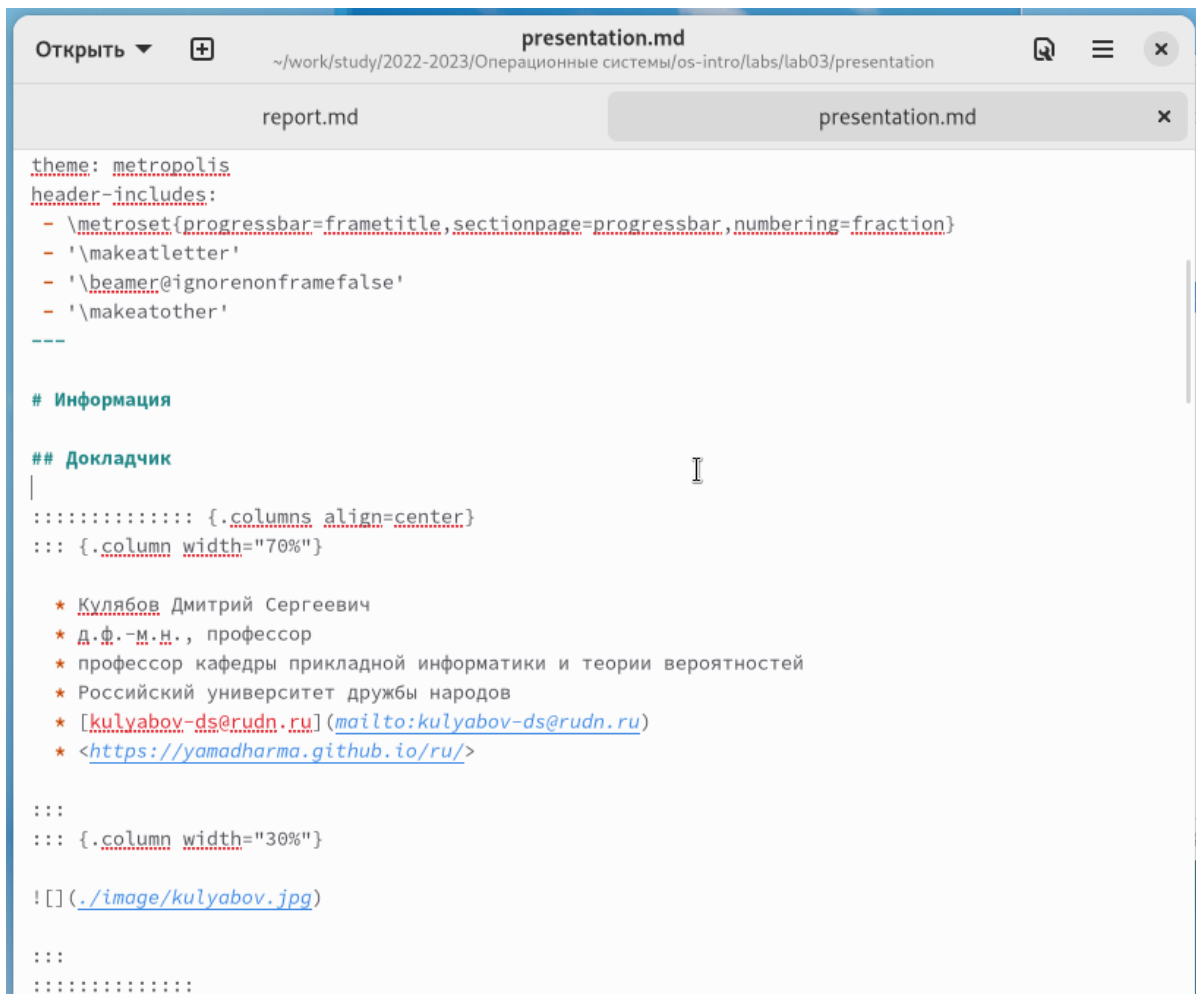 Открыть
presentation.md
~/work/study/2022-2023/Операционные системы/os-intro/labs/lab03/presentation
report.md
presentation.md
theme: metropolis
header-includes:
 - \metroset{progressbar=frametitle,sectionpage=progressbar,numbering=fraction}
 - '\makeatletter'
 - '\beamer@ignorenonframefalse'
 - '\makeatother'
---
# Информация
## Докладчик
:::::::::::::: {.columns align=center}
::: {.column width="70%"}
  * Кулябов Дмитрий Сергеевич
  * д.ф.-м.н., профессор
  * профессор кафедры прикладной информатики и теории вероятностей
  * Российский университет дружбы народов
  * [kulyabov-ds@rudn.ru](mailto:kulyabov-ds@rudn.ru)
  * <https://yamadharma.github.io/ru/>
:::
::: {.column width="30%"}
![](./image/kulyabov.jpg)
:::
::::::::::::::